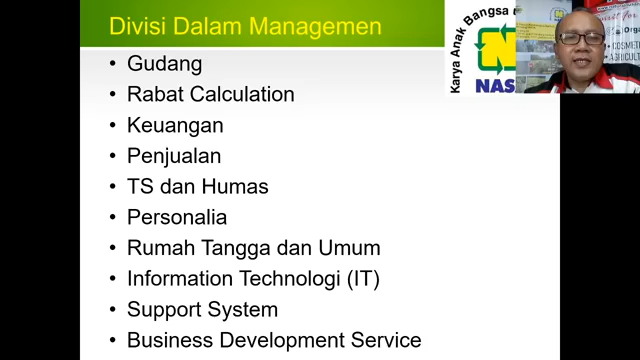 Divisi Dalam Managemen
Gudang
Rabat Calculation
Keuangan
Penjualan
TS dan Humas
Personalia
Rumah Tangga dan Umum
Information Technologi (IT)
Support System
Business Development Service
Karya Anak Bangsa
NAS